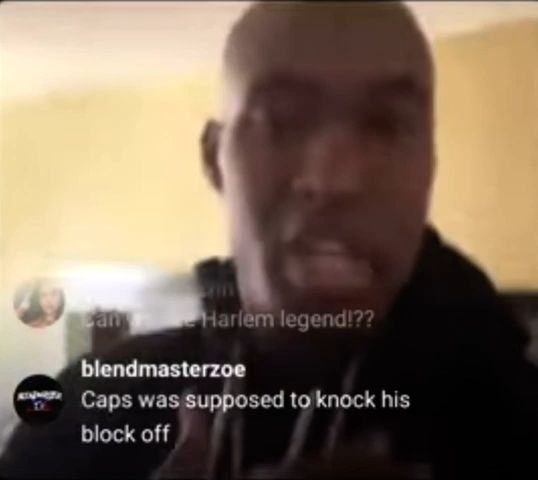 Harlem legend!??
blendmasterzoe
Caps was supposed to knock his
block off